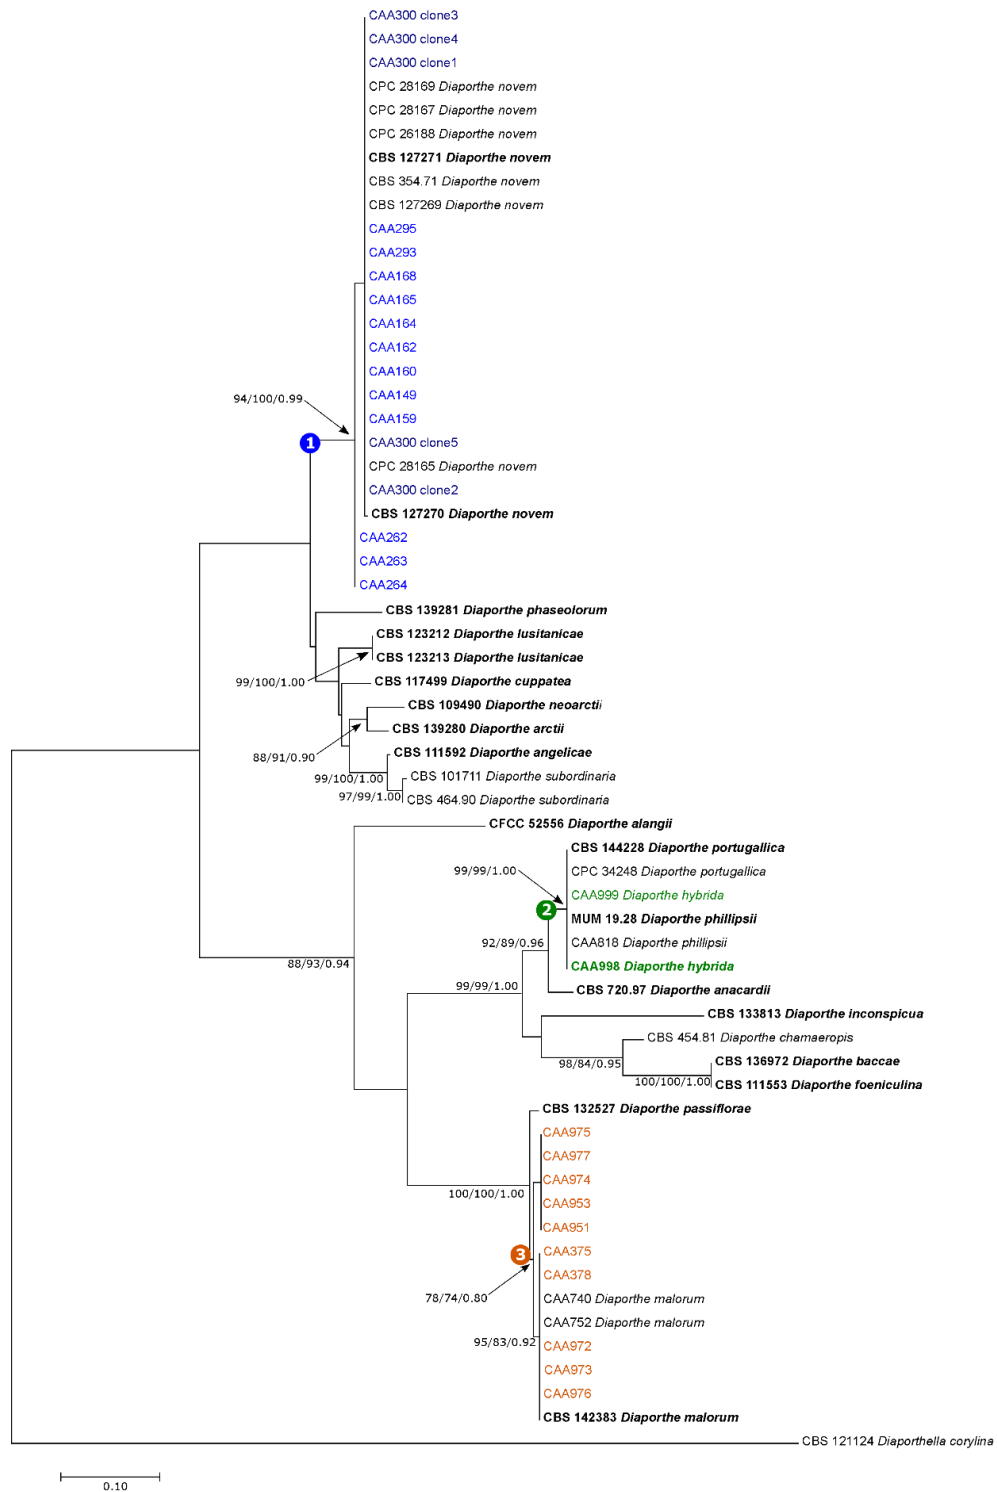 CAA300 clone3
CAA300 clone4
CAA300 clone1
CPC 28169 Diaporthe novem
CPC 28167 Diaporthe novem
CPC 26188 Diaporthe novem
CBS 127271 Diaporthe novem
CBS 354.71 Diaporthe novem
CBS 127269 Diaporthe novem
CAA295
CAA293
CAA168
CAA165
CAA164
CAA162
CAA160
CAA149
94/100/0.99
CAA159
1
CAA300 clone5
CPC 28165 Diaporthe novem
CAA300 clone2
CBS 127270 Diaporthe novem
CAA262
CAA263
CAA264
CBS 139281 Diaporthe phaseolorum
CBS 123212 Diaporthe lusitanicae
CBS 123213 Diaporthe lusitanicae
99/100/1.00
CBS 117499 Diaporthe cuppatea
CBS 109490 Diaporthe neoarctii
CBS 139280 Diaporthe arctii
88/91/0.90
CBS 111592 Diaporthe angelicae
99/100/1.00
CBS 101711 Diaporthe subordinaria
97/99/1.00
CBS 464.90 Diaporthe subordinaria
CFCC 52556 Diaporthe alangii
CBS 144228 Diaporthe portugallica
99/99/1.00
CPC 34248 Diaporthe portugallica
CAA999 Diaporthe hybrida
2
MUM 19.28 Diaporthe phillipsii
92/89/0.96
CAA818 Diaporthe phillipsii
88/93/0.94
CAA998 Diaporthe hybrida
99/99/1.00
CBS 720.97 Diaporthe anacardii
CBS 133813 Diaporthe inconspicua
CBS 454.81 Diaporthe chamaeropis
98/84/0.95
CBS 136972 Diaporthe baccae
100/100/1.00
CBS 111553 Diaporthe foeniculina
CBS 132527 Diaporthe passiflorae
CAA975
CAA977
CAA974
100/100/1.00
CAA953
CAA951
3
CAA375
CAA378
78/74/0.80
CAA740 Diaporthe malorum
CAA752 Diaporthe malorum
95/83/0.92
CAA972
CAA973
CAA976
CBS 142383 Diaporthe malorum
CBS 121124 Diaporthella corylina
0.10